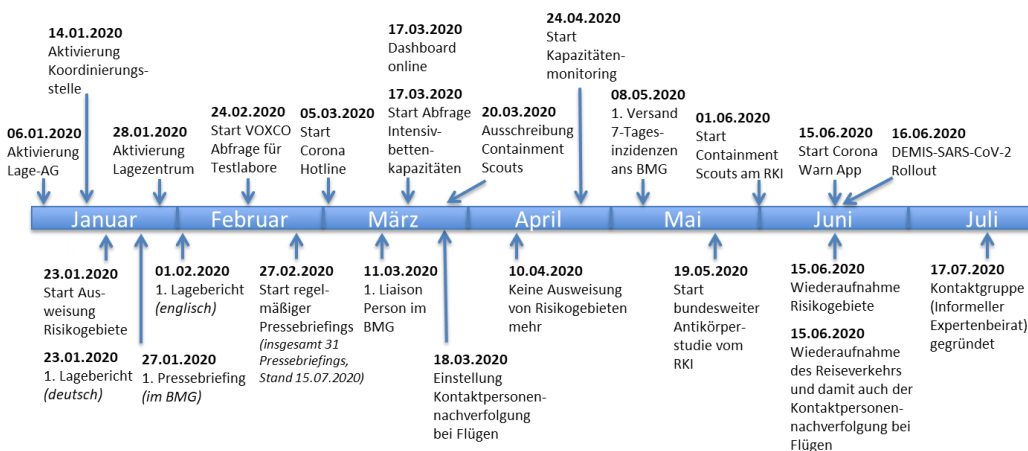 14.01.2020
Aktivierung
Koordinierungs-
stelle
17.03.2020
Dashboard
online
24.04.2020
Start
Kapazitäten-
monitoring
06.01.2020
Aktivierung
Lage-AG
28.01.2020
Aktivierung
Lagezentrum
24.02.2020
Start VOXCO
Abfrage für
Testlabore
05.03.2020
Start
Corona
Hotline
17.03.2020
Start Abfrage
Intensiv-
betten-
kapazitäten
20.03.2020
Ausschreibung
Containment
Scouts
08.05.2020
1. Versand
7-Tages-
inzidenzen
ans BMG
01.06.2020
Start
Containment
Scouts am RKI
15.06.2020
Start Corona
Warn App
16.06.2020
DEMIS-SARS-CoV-2
Rollout
Januar Februar März April Mai Juni Juli
23.01.2020
Start Aus-
weisung
Risikogebiete
23.01.2020
1. Lagebericht
(deutsch)
27.01.2020
1. Pressebriefing
(im BMG)
01.02.2020
1. Lagebericht
(englisch)
27.02.2020
Start regel-
mäßiger
Pressebriefings
(insgesamt 31
Pressebriefings,
Stand 15.07.2020)
11.03.2020
1. Liaison
Person im
BMG
18.03.2020
Einstellung
Kontaktpersonen-
nachverfolgung
bei Flügen
10.04.2020
Keine Ausweisung
von Risikogebieten
mehr
19.05.2020
Start
bundesweiter
Antikörper-
studie vom
RKI
15.06.2020
Wiederaufnahme
Risikogebiete
15.06.2020
Wiederaufnahme
des Reiseverkehrs
und damit auch der
Kontaktpersonen-
nachverfolgung bei
Flügen
17.07.2020
Kontaktgruppe
(Informeller
Expertenbeirat)
gegründet